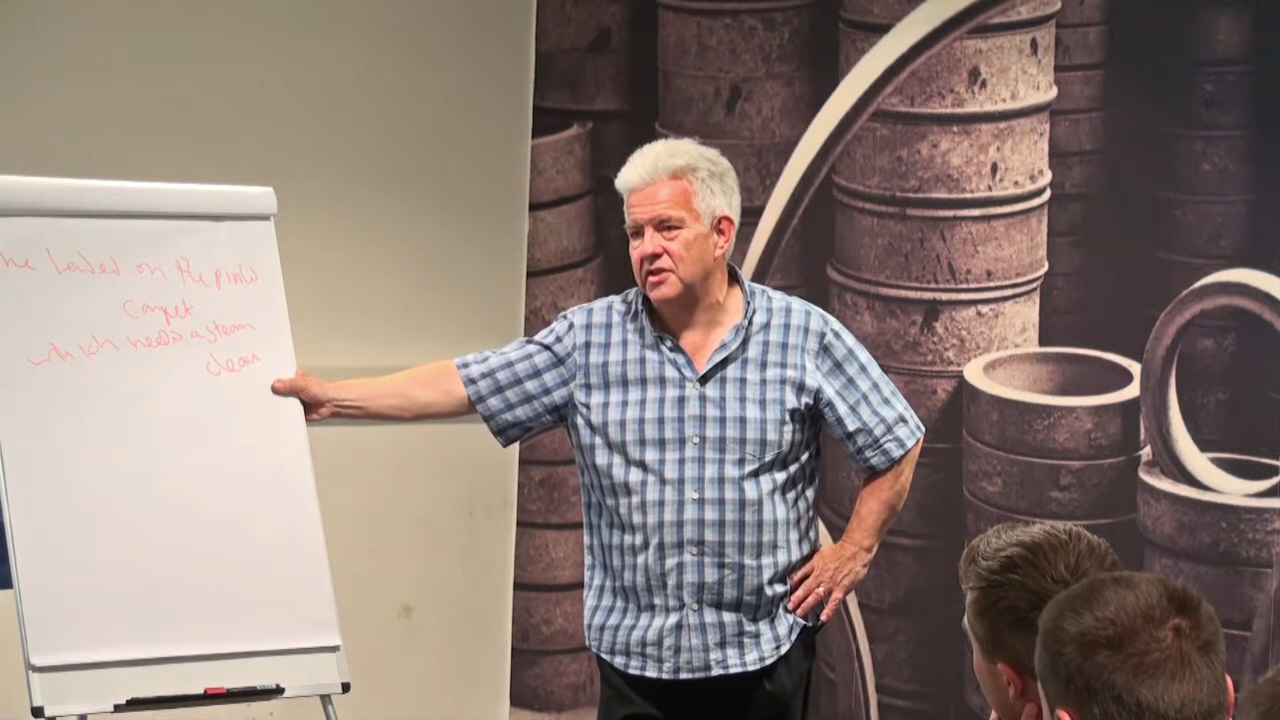 he landed on the pink
carpet
which needs a steam
clean